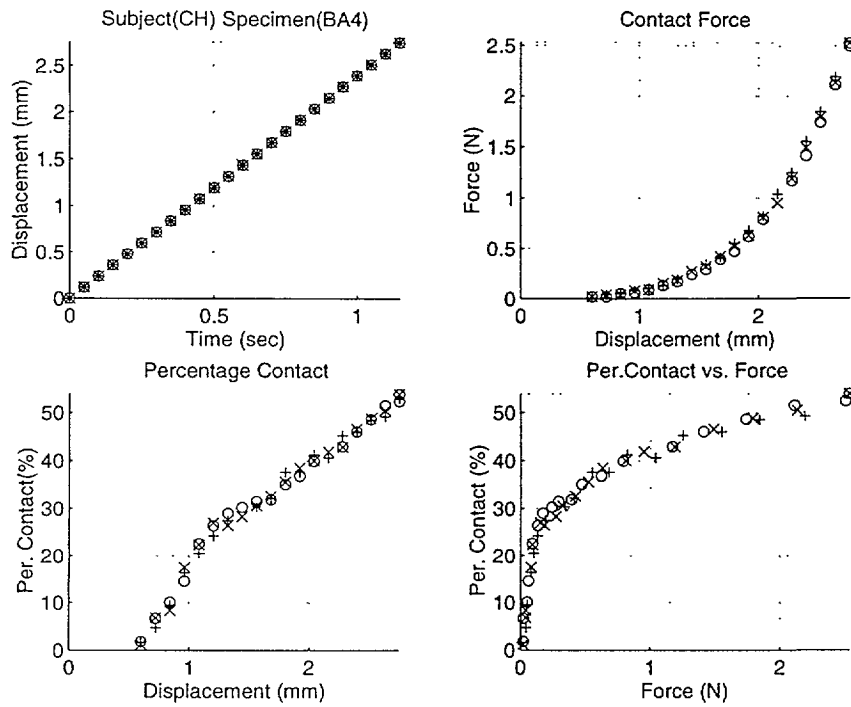 Subject(CH) Specimen(BA4)
2.5
2
1.5
1
0.5
0
Displacement (mm)
0
0.5
1
Time (sec)
Contact Force
2.5
2
1.5
1
0.5
0
Force (N)
1
2
Displacement (mm)
Percentage Contact
50
40
30
20
10
0
Per. Contact(%)
0
1
2
Displacement (mm)
Per.Contact vs. Force
50
40
30
20
10
0
Per. Contact (%)
0
1
2
Force (N)